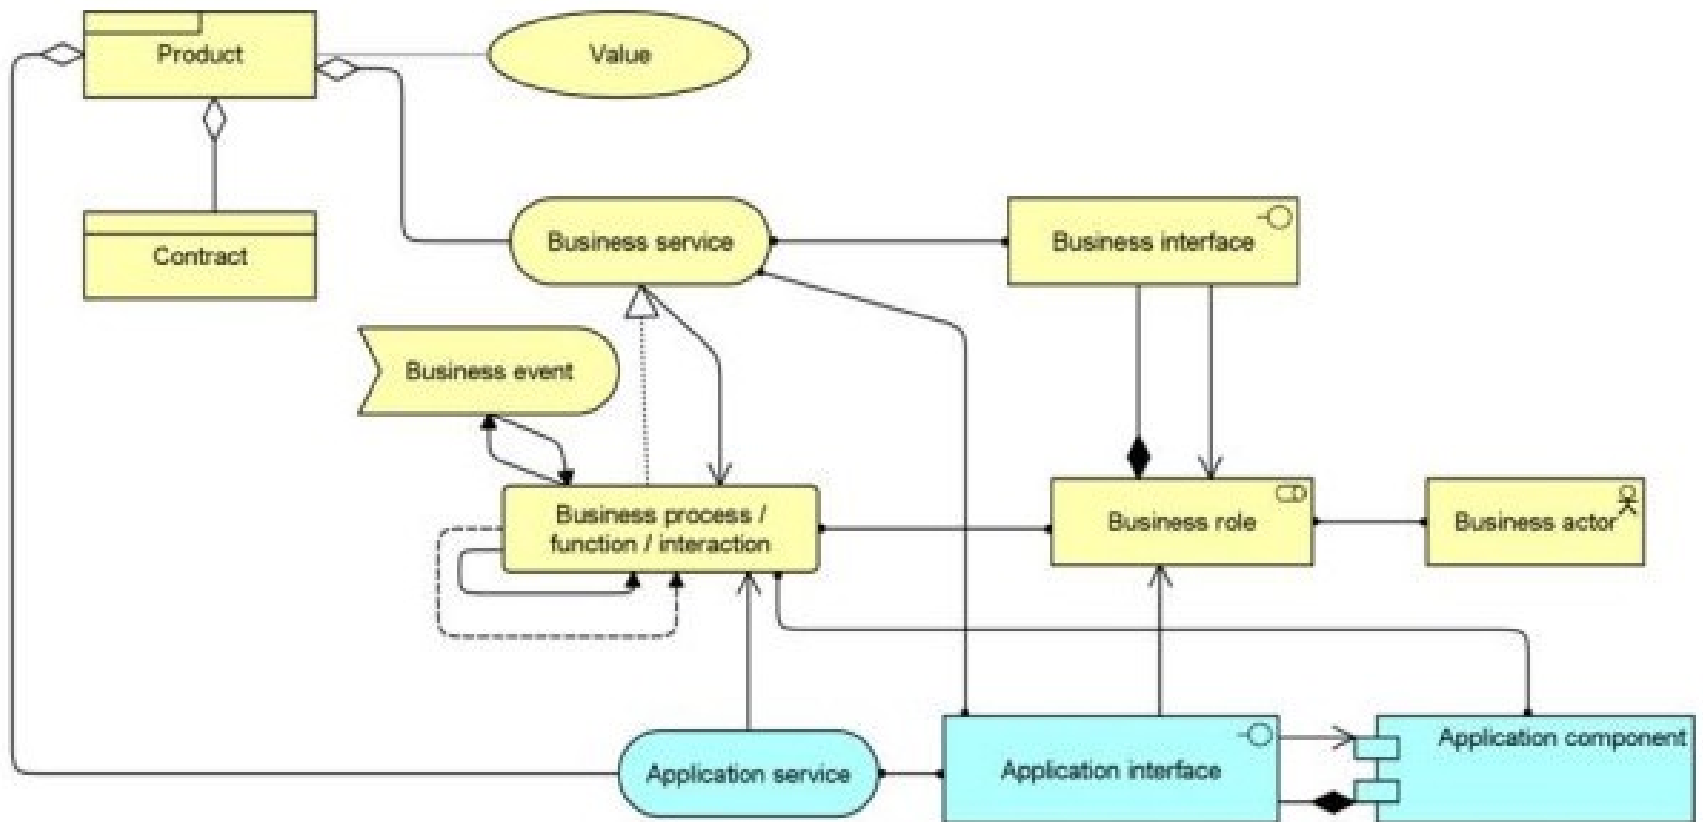 Product
Value
Contract
Business service
Business interface
Business event
Business process /
function / interaction
Business role
Business actor
Application service
Application interface
Application component